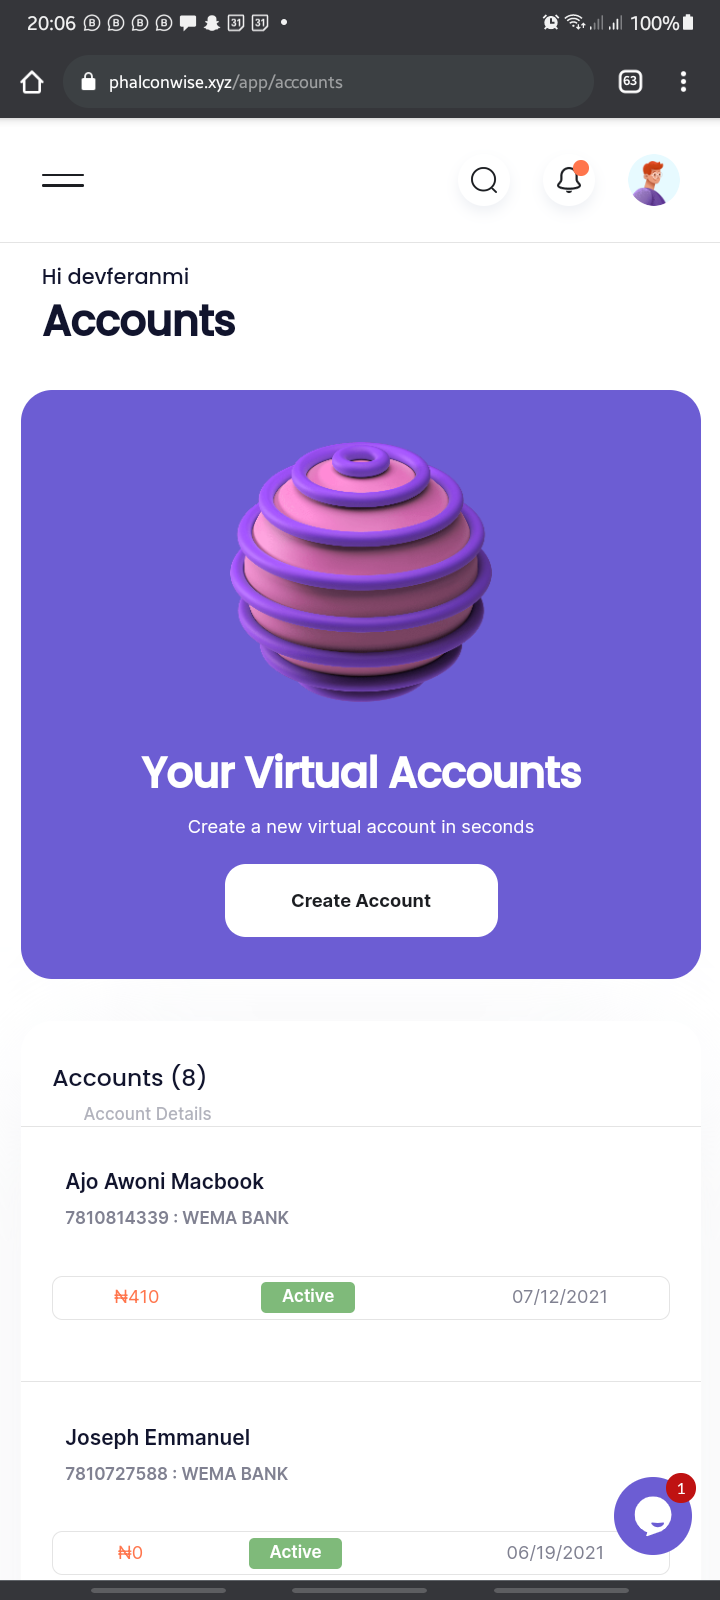 20:06
31
31
100%
phalconwise.xyz/app/accounts
63
Hi devferanmi
Accounts
Your Virtual Accounts
Create a new virtual account in seconds
Create Account
Accounts (8)
Account Details
Ajo Awoni Macbook
7810814339 : WEMA BANK
₦410 Active 07/12/2021
Joseph Emmanuel
7810727588 : WEMA BANK
1
₦0 Active 06/19/2021